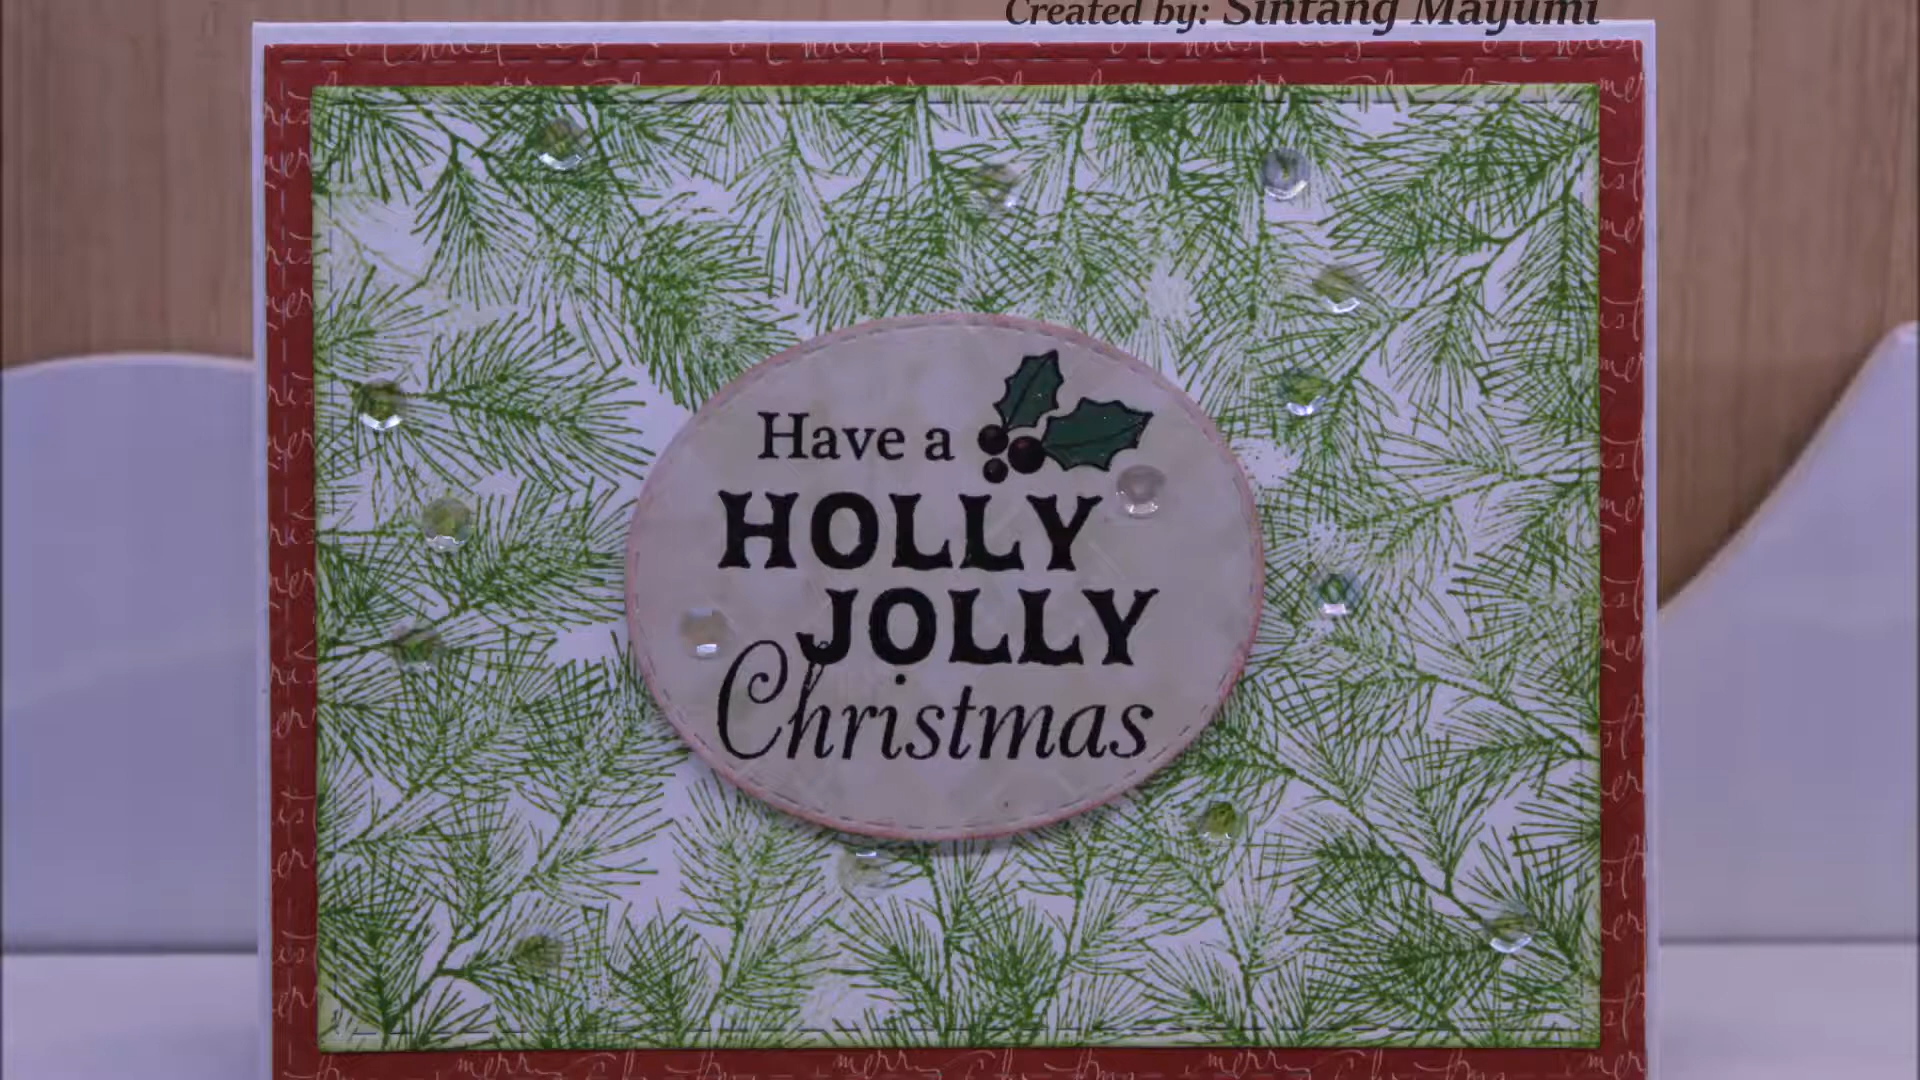 Created by: Sintang Mayumi
Have a
HOLLY
JOLLY
Christmas